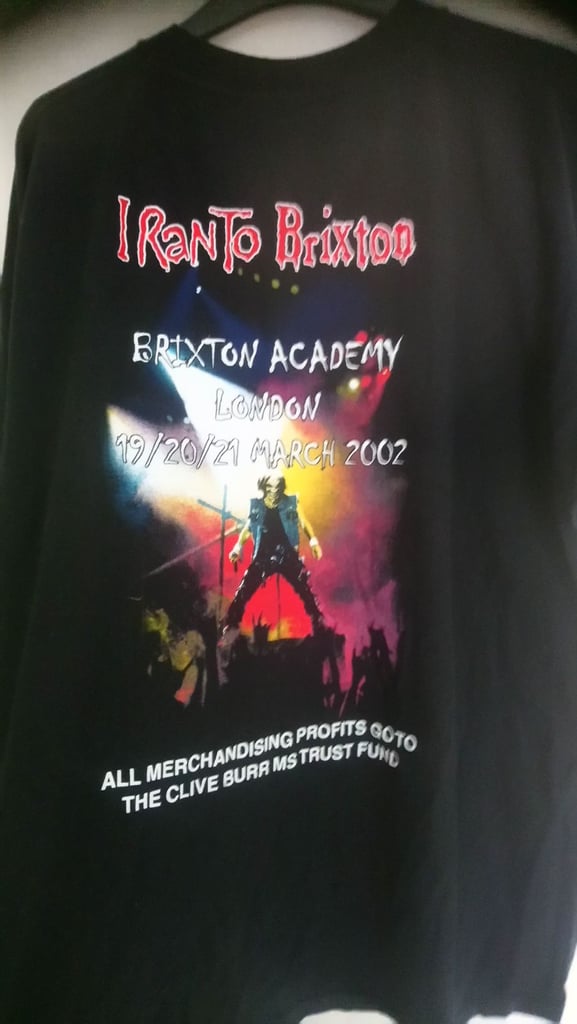 I Ran To Brixton
BRIXTON ACADEMY
LONDON
19/20/21 MARCH 2002
ALL MERCHANDISING PROFITS GO TO
THE CLIVE BURR MS TRUST FUND